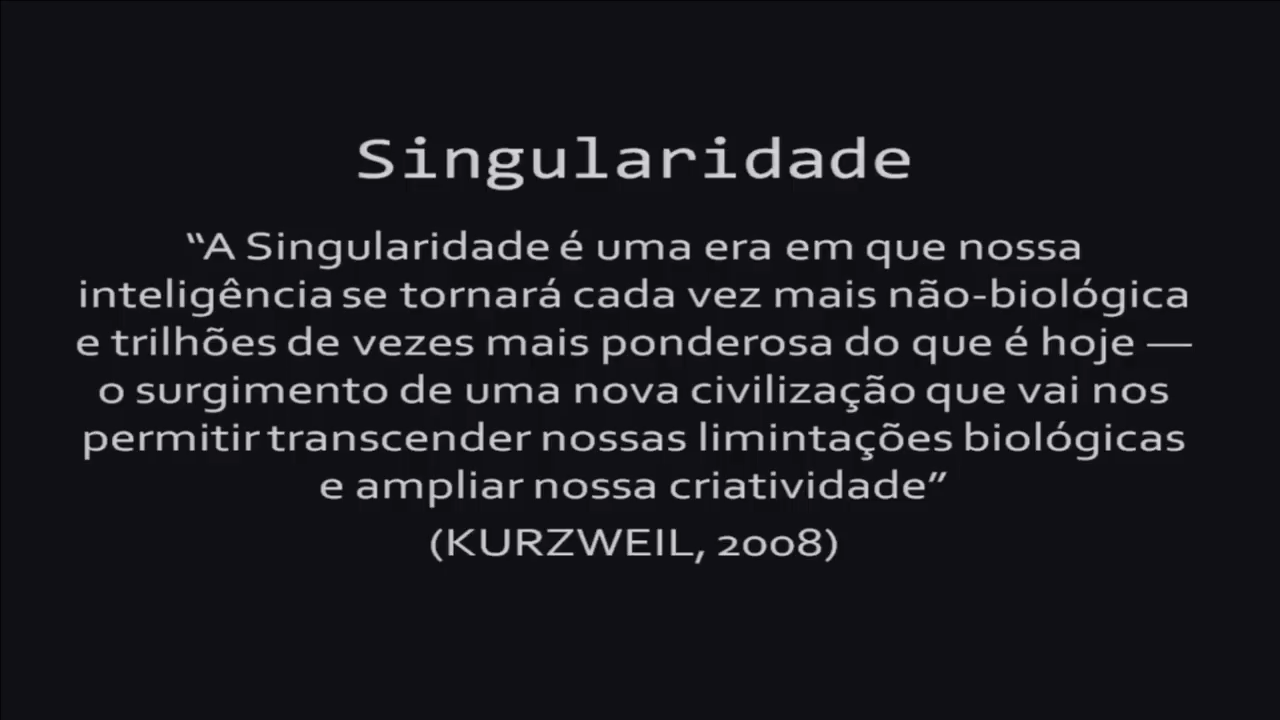 Singularidade
“A Singularidade é uma era em que nossa
inteligência se tornará cada vez mais não-biológica
e trilhões de vezes mais ponderosa do que é hoje —
o surgimento de uma nova civilização que vai nos
permitir transcender nossas limintações biológicas
e ampliar nossa criatividade”
(KURZWEIL, 2008)